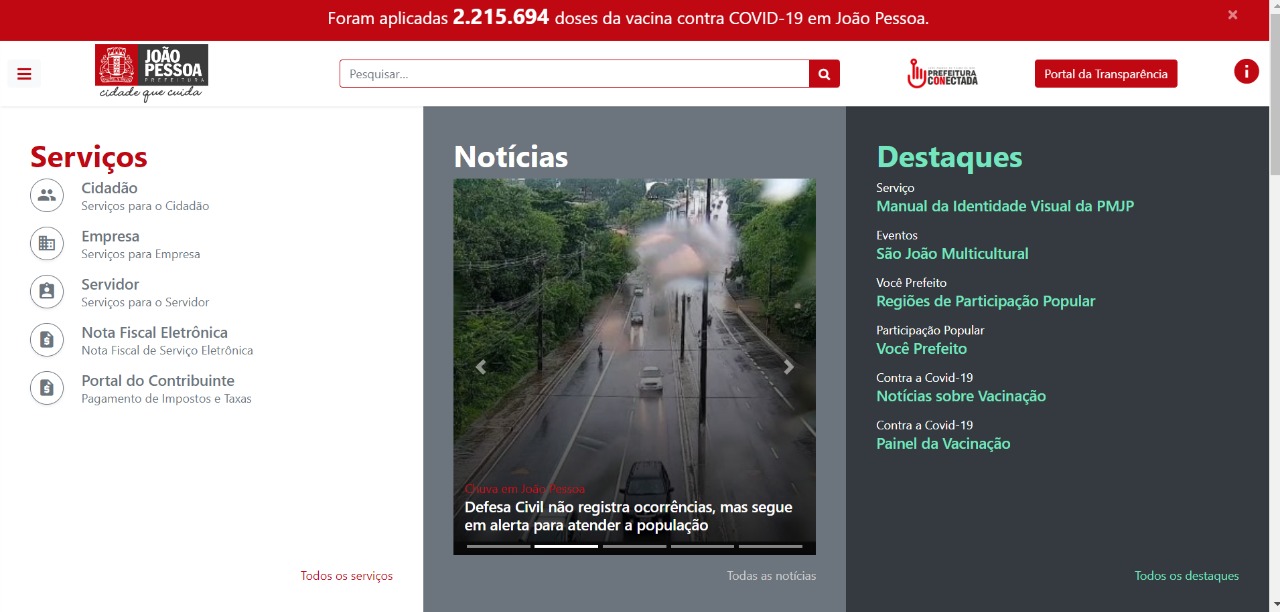 Foram aplicadas 2.215.694 doses da vacina contra COVID-19 em João Pessoa.
×
JOÃO
PESSOA
PREFEITURA
cidade que cuida
Pesquisar...
PREFEITURA
CONECTADA
Portal da Transparência
i
Serviços
Cidadão
Serviços para o Cidadão
Empresa
Serviços para Empresa
Servidor
Serviços para o Servidor
Nota Fiscal Eletrônica
Nota Fiscal de Serviço Eletrônica
Portal do Contribuinte
Pagamento de Impostos e Taxas
Todos os serviços
Notícias
Chuva em João Pessoa
Defesa Civil não registra ocorrências, mas segue
em alerta para atender a população
Todas as notícias
Destaques
Serviço
Manual da Identidade Visual da PMJP
Eventos
São João Multicultural
Você Prefeito
Regiões de Participação Popular
Participação Popular
Você Prefeito
Contra a Covid-19
Notícias sobre Vacinação
Contra a Covid-19
Painel da Vacinação
Todos os destaques